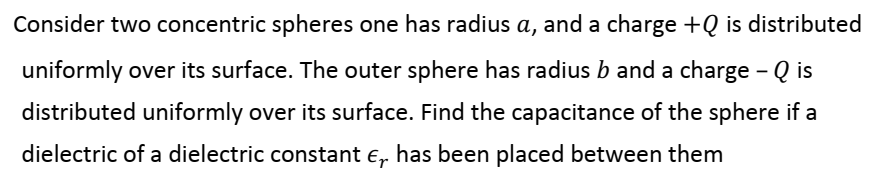 Consider two concentric spheres one has radius a, and a charge +Q is distributed
uniformly over its surface. The outer sphere has radius b and a charge – Q is
distributed uniformly over its surface. Find the capacitance of the sphere if a
dielectric of a dielectric constant ϵᵣ has been placed between them